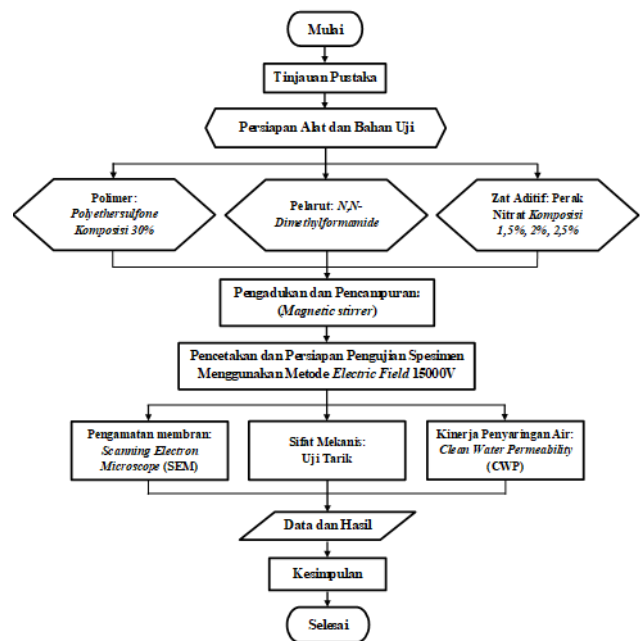 Mulai
Tinjauan Pustaka
Persiapan Alat dan Bahan Uji
Polimer:
Polyethersulfone
Komposisi 30%
Pelarut: N,N-
Dimethylformamide
Zat Aditif: Perak
Nitrat Komposisi
1,5%, 2%, 2,5%
Pengadukan dan Pencampuran:
(Magnetic stirrer)
Pencetakan dan Persiapan Pengujian Spesimen
Menggunakan Metode Electric Field 15000V
Pengamatan membran:
Scanning Electron
Microscope (SEM)
Sifat Mekanis:
Uji Tarik
Kinerja Penyaringan Air:
Clean Water Permeability
(CWP)
Data dan Hasil
Kesimpulan
Selesai